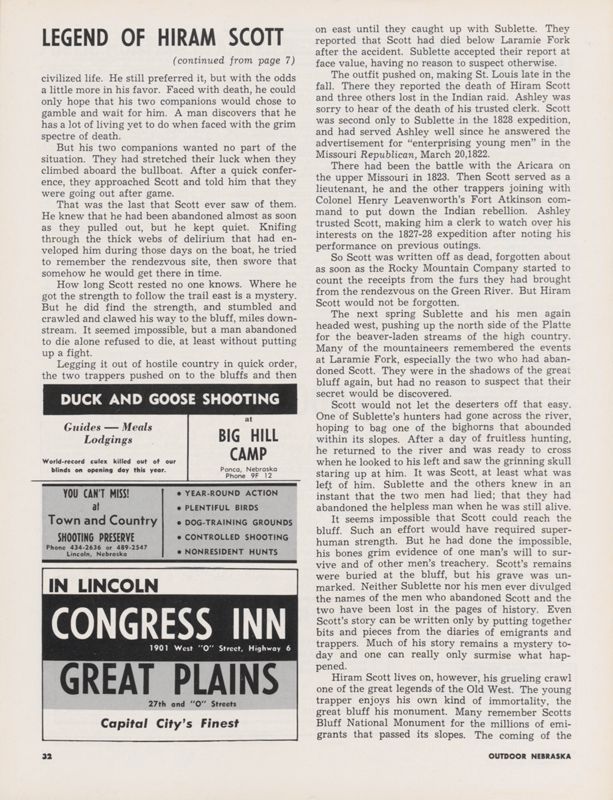 LEGEND OF HIRAM SCOTT
(continued from page 7)
civilized life. He still preferred it, but with the odds
a little more in his favor. Faced with death, he could
only hope that his two companions would chose to
gamble and wait for him. A man discovers that he
has a lot of living yet to do when faced with the grim
spectre of death.
But his two companions wanted no part of the
situation. They had stretched their luck when they
climbed aboard the bullboat. After a quick confer-
ence, they approached Scott and told him that they
were going out after game.
That was the last that Scott ever saw of them.
He knew that he had been abandoned almost as soon
as they pulled out, but he kept quiet. Knifing
through the thick webs of delirium that had en-
veloped him during those days on the boat, he tried
to remember the rendezvous site, then swore that
somehow he would get there in time.
How long Scott rested no one knows. Where he
got the strength to follow the trail east is a mystery.
But he did find the strength, and stumbled and
crawled and clawed his way to the bluff, miles down-
stream. It seemed impossible, but a man abandoned
to die alone refused to die, at least without putting
up a fight.
Legging it out of hostile country in quick order,
the two trappers pushed on to the bluffs and then
DUCK AND GOOSE SHOOTING
Guides — Meals
Lodgings
World-record culex killed out of our
blinds on opening day this year.
at
BIG HILL
CAMP
Ponca, Nebraska
Phone 9F 12
YOU CAN'T MISS!
at
Town and Country
SHOOTING PRESERVE
Phone 434-2636 or 489-2547
Lincoln, Nebraska
• YEAR-ROUND ACTION
• PLENTIFUL BIRDS
• DOG-TRAINING GROUNDS
• CONTROLLED SHOOTING
• NONRESIDENT HUNTS
IN LINCOLN
CONGRESS INN
1901 West "O" Street, Highway 6
GREAT PLAINS
27th and "O" Streets
Capital City's Finest
on east until they caught up with Sublette. They
reported that Scott had died below Laramie Fork
after the accident. Sublette accepted their report at
face value, having no reason to suspect otherwise.
The outfit pushed on, making St. Louis late in the
fall. There they reported the death of Hiram Scott
and three others lost in the Indian raid. Ashley was
sorry to hear of the death of his trusted clerk. Scott
was second only to Sublette in the 1828 expedition,
and had served Ashley well since he answered the
advertisement for "enterprising young men" in the
Missouri Republican, March 20,1822.
There had been the battle with the Aricara on
the upper Missouri in 1823. Then Scott served as a
lieutenant, he and the other trappers joining with
Colonel Henry Leavenworth's Fort Atkinson com-
mand to put down the Indian rebellion. Ashley
trusted Scott, making him a clerk to watch over his
interests on the 1827-28 expedition after noting his
performance on previous outings.
So Scott was written off as dead, forgotten about
as soon as the Rocky Mountain Company started to
count the receipts from the furs they had brought
from the rendezvous on the Green River. But Hiram
Scott would not be forgotten.
The next spring Sublette and his men again
headed west, pushing up the north side of the Platte
for the beaver-laden streams of the high country.
Many of the mountaineers remembered the events
at Laramie Fork, especially the two who had aban-
doned Scott. They were in the shadows of the great
bluff again, but had no reason to suspect that their
secret would be discovered.
Scott would not let the deserters off that easy.
One of Sublette's hunters had gone across the river,
hoping to bag one of the bighorns that abounded
within its slopes. After a day of fruitless hunting,
he returned to the river and was ready to cross
when he looked to his left and saw the grinning skull
staring up at him. It was Scott, at least what was
left of him. Sublette and the others knew in an
instant that the two men had lied; that they had
abandoned the helpless man when he was still alive.
It seems impossible that Scott could reach the
bluff. Such an effort would have required super-
human strength. But he had done the impossible,
his bones grim evidence of one man's will to sur-
vive and of other men's treachery. Scott's remains
were buried at the bluff, but his grave was un-
marked. Neither Sublette nor his men ever divulged
the names of the men who abandoned Scott and the
two have been lost in the pages of history. Even
Scott's story can be written only by putting together
bits and pieces from the diaries of emigrants and
trappers. Much of his story remains a mystery to-
day and one can really only surmise what hap-
pened.
Hiram Scott lives on, however, his grueling crawl
one of the great legends of the Old West. The young
trapper enjoys his own kind of immortality, the
great bluff his monument. Many remember Scotts
Bluff National Monument for the millions of emi-
grants that passed its slopes. The coming of the
32
OUTDOOR NEBRASKA